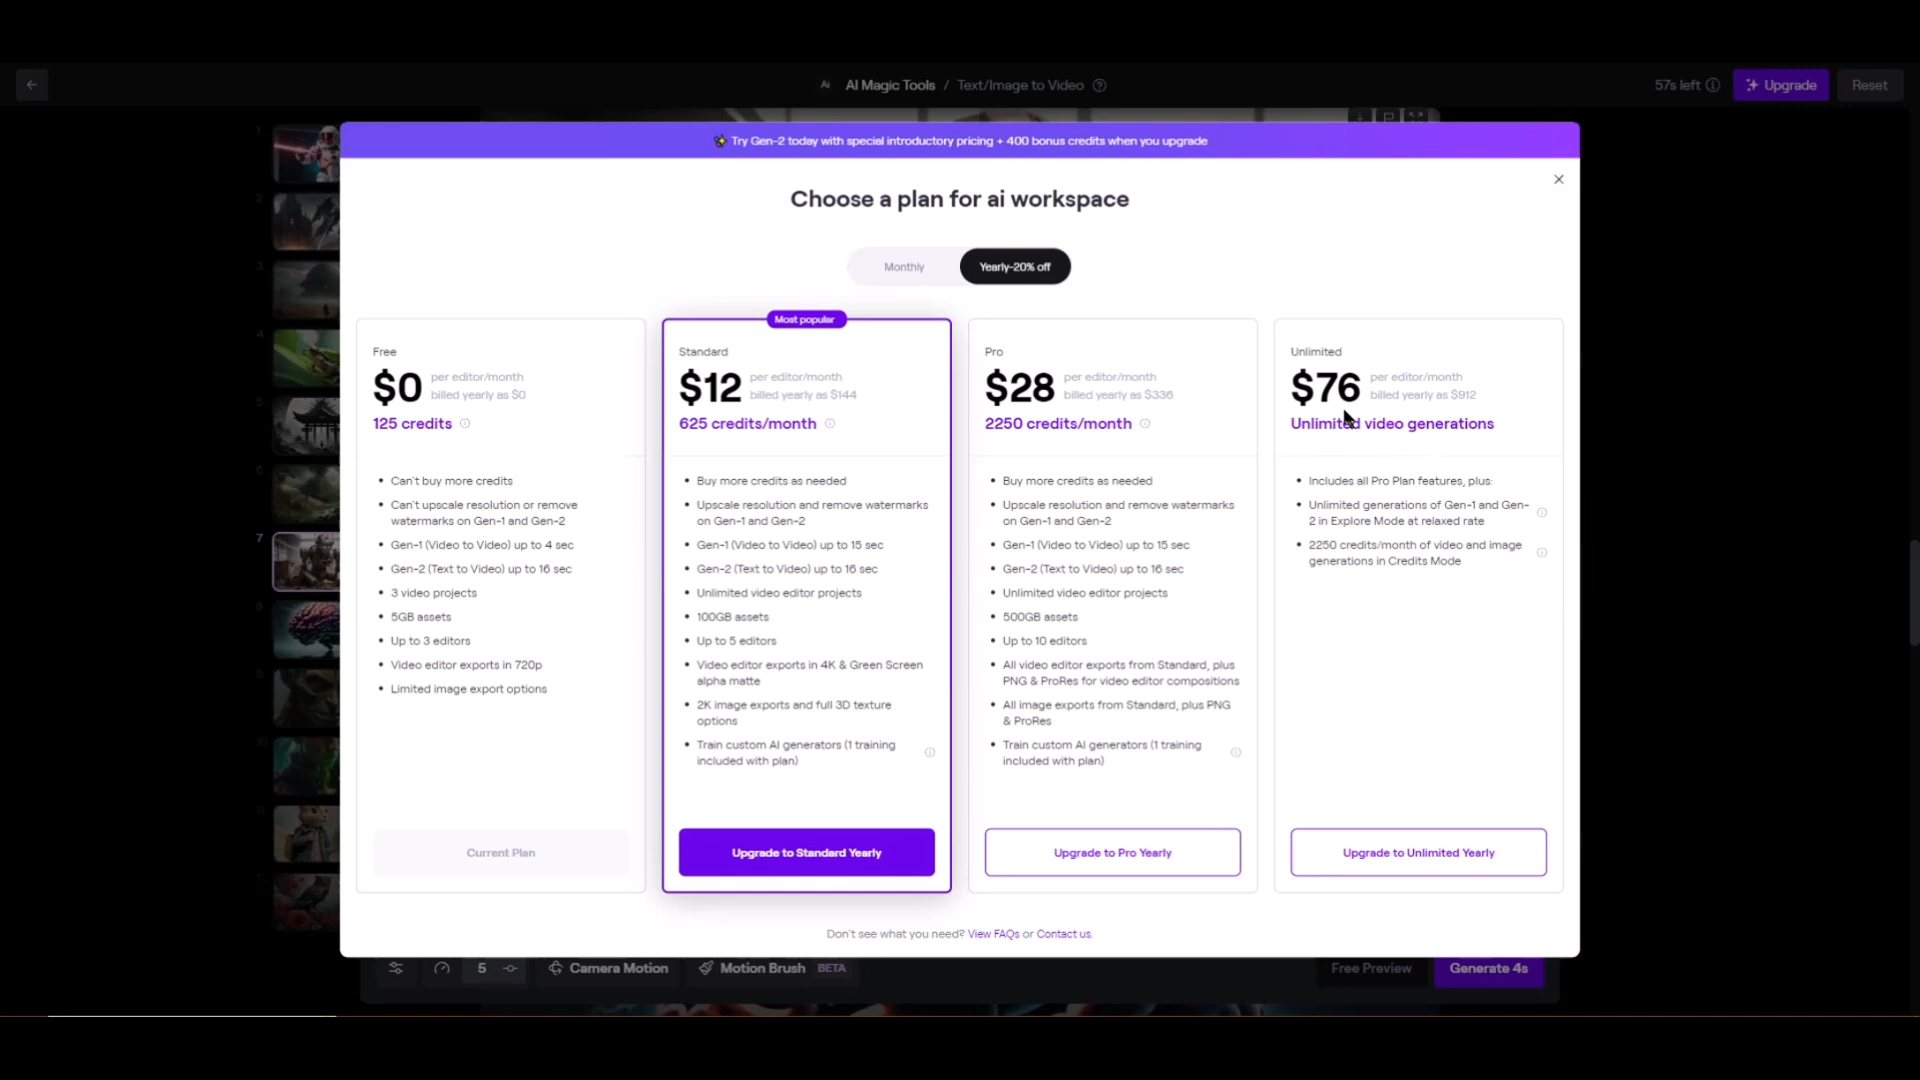 Ai AI Magic Tools / Text/Image to Video
57s left
Upgrade
Reset
Try Gen-2 today with special introductory pricing + 400 bonus credits when you upgrade
Choose a plan for ai workspace
Monthly
Yearly-20% off
Free
$0 per editor/month
billed yearly as $0
125 credits
Can't buy more credits
Can't upscale resolution or remove
watermarks on Gen-1 and Gen-2
Gen-1 (Video to Video) up to 4 sec
Gen-2 (Text to Video) up to 16 sec
3 video projects
5GB assets
Up to 3 editors
Video editor exports in 720p
Limited image export options
Current Plan
Most popular
Standard
$12 per editor/month
billed yearly as $144
625 credits/month
Buy more credits as needed
Upscale resolution and remove watermarks
on Gen-1 and Gen-2
Gen-1 (Video to Video) up to 15 sec
Gen-2 (Text to Video) up to 16 sec
Unlimited video editor projects
100GB assets
Up to 5 editors
Video editor exports in 4K & Green Screen
alpha matte
2K image exports and full 3D texture
options
Train custom AI generators (1 training
included with plan)
Upgrade to Standard Yearly
Pro
$28 per editor/month
billed yearly as $336
2250 credits/month
Buy more credits as needed
Upscale resolution and remove watermarks
on Gen-1 and Gen-2
Gen-1 (Video to Video) up to 15 sec
Gen-2 (Text to Video) up to 16 sec
Unlimited video editor projects
500GB assets
Up to 10 editors
All video editor exports from Standard, plus
PNG & ProRes for video editor compositions
All image exports from Standard, plus PNG
& ProRes
Train custom AI generators (1 training
included with plan)
Upgrade to Pro Yearly
Unlimited
$76 per editor/month
billed yearly as $912
Unlimited video generations
Includes all Pro Plan features, plus:
Unlimited generations of Gen-1 and Gen-
2 in Explore Mode at relaxed rate
2250 credits/month of video and image
generations in Credits Mode
Upgrade to Unlimited Yearly
Don't see what you need? View FAQs or Contact us.
5
Camera Motion
Motion Brush BETA
Free Preview
Generate 4s
1
2
3
4
5
6
7
8
9
10